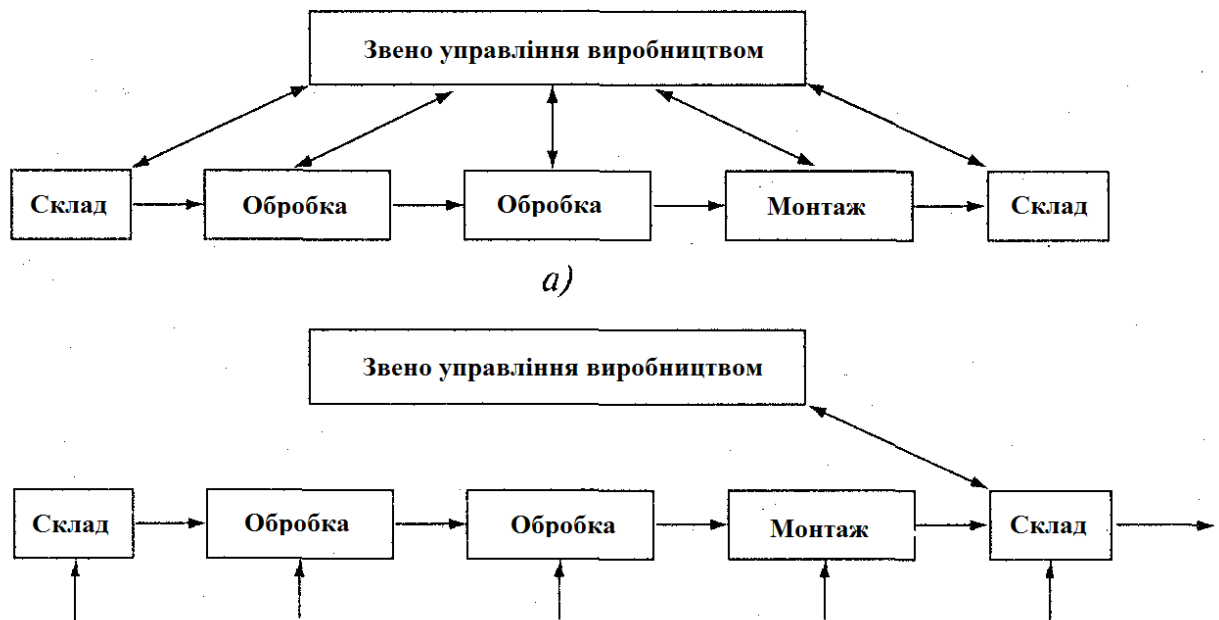 Звено управління виробництвом
Склад
Обробка
Обробка
Монтаж
Склад
а)
Звено управління виробництвом
Склад
Обробка
Обробка
Монтаж
Склад